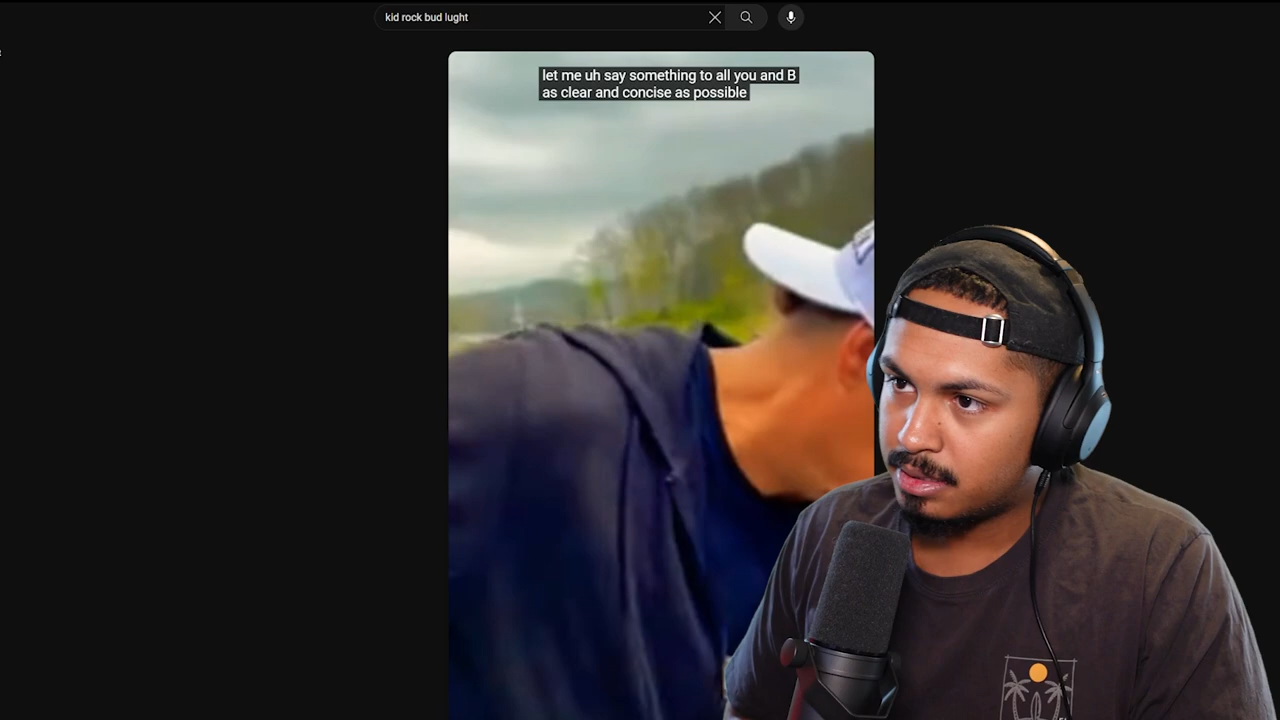 kid rock bud lught
let me uh say something to all you and B
as clear and concise as possible